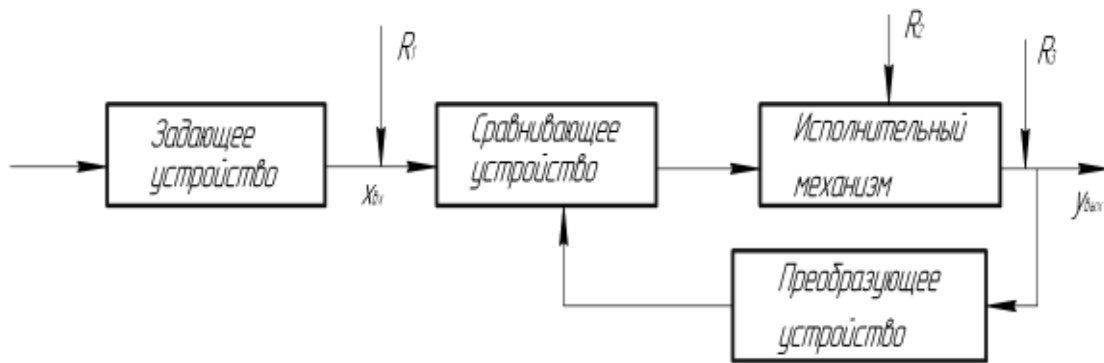 R₁
R₂
R₃
Задающее
устройство
Сравнивающее
устройство
Исполнительный
механизм
xвх
yвых
Преобразующее
устройство